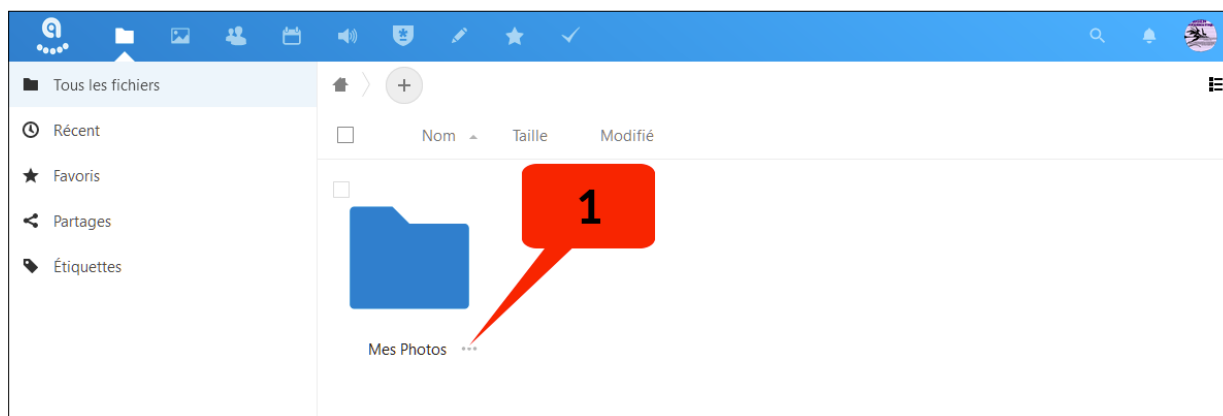 Tous les fichiers
Récent
Favoris
Partages
Étiquettes
Nom Taille Modifié
1
Mes Photos